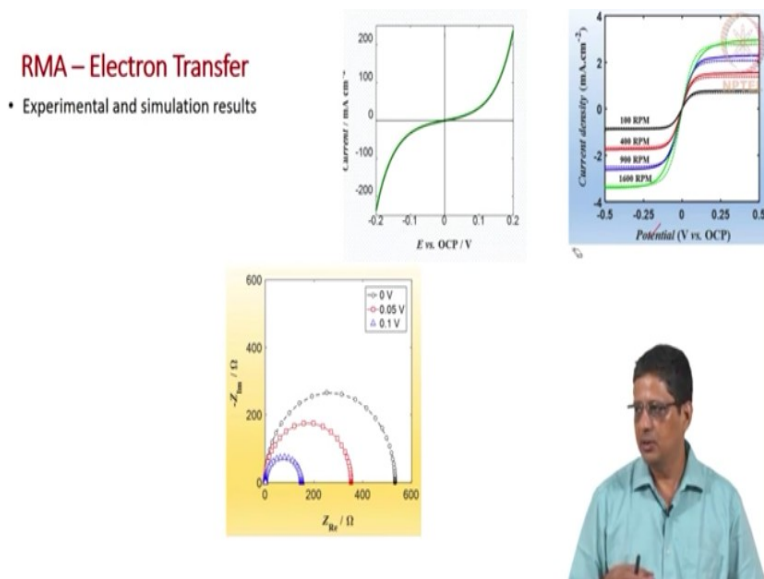 RMA – Electron Transfer
• Experimental and simulation results
200
100
0
-100
-200
Current / mA cm
-0.2 -0.1 0 0.1 0.2
E vs. OCP / V
4
2
0
-2
-4
Current density (mA.cm⁻²)
100 RPM
400 RPM
900 RPM
1600 RPM
NPTEL
-0.5 -0.25 0 0.25 0.5
Potential (V vs. OCP)
600
400
200
0
-Z_Im / Ω
0 V
0.05 V
0.1 V
0 200 400 600
Z_Re / Ω